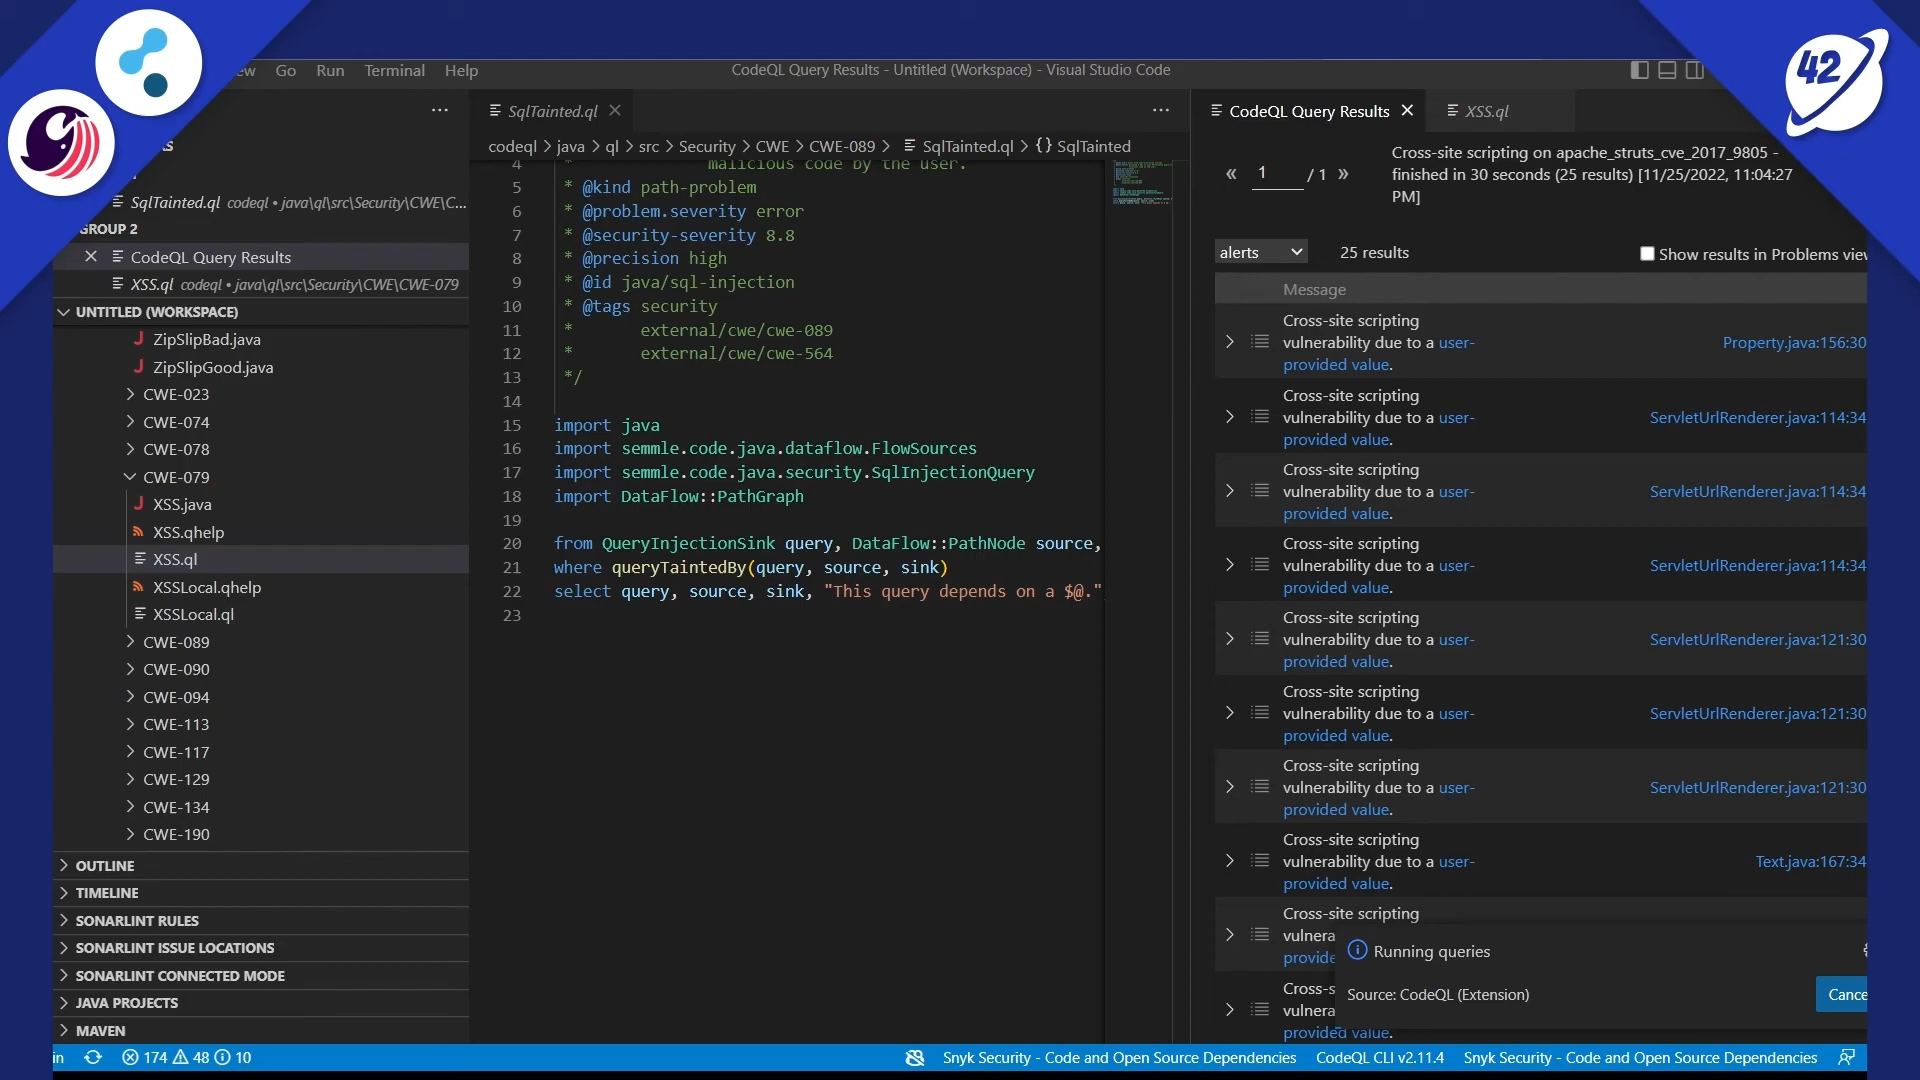 ew Go Run Terminal Help
CodeQL Query Results - Untitled (Workspace) - Visual Studio Code
42
SqlTainted.ql codeql • java\ql\src\Security\CWE\C...
GROUP 2
CodeQL Query Results
XSS.ql codeql • java\ql\src\Security\CWE\CWE-079
UNTITLED (WORKSPACE)
ZipSlipBad.java
ZipSlipGood.java
CWE-023
CWE-074
CWE-078
CWE-079
XSS.java
XSS.qhelp
XSS.ql
XSSLocal.qhelp
XSSLocal.ql
CWE-089
CWE-090
CWE-094
CWE-113
CWE-117
CWE-129
CWE-134
CWE-190
OUTLINE
TIMELINE
SONARLINT RULES
SONARLINT ISSUE LOCATIONS
SONARLINT CONNECTED MODE
JAVA PROJECTS
MAVEN
SqlTainted.ql
codeql > java > ql > src > Security > CWE > CWE-089 > SqlTainted.ql > {} SqlTainted
4 * malicious code by the user.
5 * @kind path-problem
6 * @problem.severity error
7 * @security-severity 8.8
8 * @precision high
9 * @id java/sql-injection
10 * @tags security
11 * external/cwe/cwe-089
12 * external/cwe/cwe-564
13 */
14
15 import java
16 import semmle.code.java.dataflow.FlowSources
17 import semmle.code.java.security.SqlInjectionQuery
18 import DataFlow::PathGraph
19
20 from QueryInjectionSink query, DataFlow::PathNode source,
21 where queryTaintedBy(query, source, sink)
22 select query, source, sink, "This query depends on a $@."
23
CodeQL Query Results XSS.ql
« 1 / 1 »
Cross-site scripting on apache_struts_cve_2017_9805 -
finished in 30 seconds (25 results) [11/25/2022, 11:04:27
PM]
alerts 25 results Show results in Problems view
Message
Cross-site scripting
vulnerability due to a user- Property.java:156:30
provided value.
Cross-site scripting
vulnerability due to a user- ServletUrlRenderer.java:114:34
provided value.
Cross-site scripting
vulnerability due to a user- ServletUrlRenderer.java:114:34
provided value.
Cross-site scripting
vulnerability due to a user- ServletUrlRenderer.java:114:34
provided value.
Cross-site scripting
vulnerability due to a user- ServletUrlRenderer.java:121:30
provided value.
Cross-site scripting
vulnerability due to a user- ServletUrlRenderer.java:121:30
provided value.
Cross-site scripting
vulnerability due to a user- ServletUrlRenderer.java:121:30
provided value.
Cross-site scripting
vulnerability due to a user- Text.java:167:34
provided value.
Cross-site scripting
vulnera
provide
Cross-s
vulnera
provided value.
Running queries
Source: CodeQL (Extension)
Cance
in 174 48 10
Snyk Security - Code and Open Source Dependencies CodeQL CLI v2.11.4 Snyk Security - Code and Open Source Dependencies